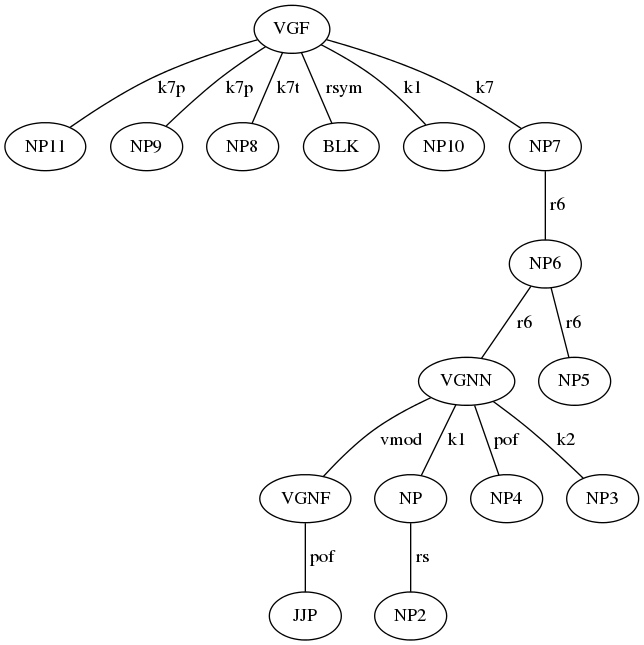 VGF
k7p k7p k7t rsym k1 k7
NP11 NP9 NP8 BLK NP10 NP7
r6
NP6
r6 r6
VGNN NP5
vmod k1 pof k2
VGNF NP NP4 NP3
pof rs
JJP NP2